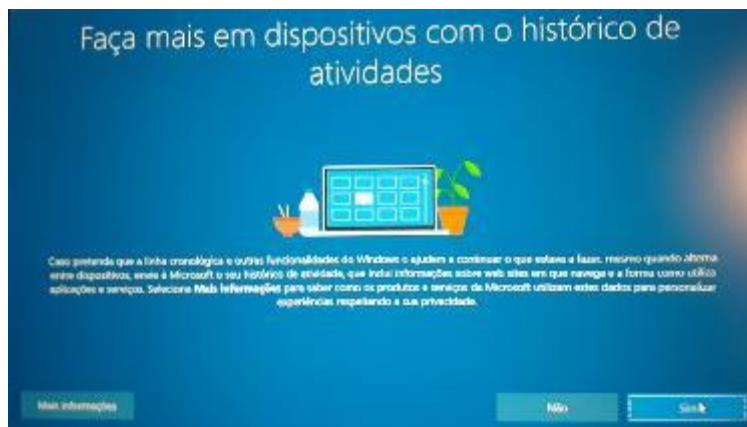 Faça mais em dispositivos com o histórico de
atividades
Caso pretenda que a linha cronológica e outras funcionalidades do Windows o ajudem a continuar o que estava a fazer, mesmo quando alterna
entre dispositivos, envie à Microsoft o seu histórico de atividade, que inclui informações sobre web sites em que navega e a forma como utiliza
aplicações e serviços. Selecione Mais Informações para saber como os produtos e serviços da Microsoft utilizam estes dados para personalizar
experiências respeitando a sua privacidade.
Mais informações
Não
Sim